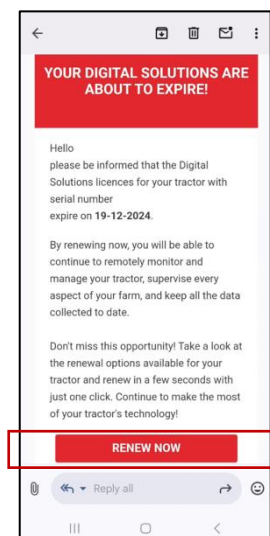 YOUR DIGITAL SOLUTIONS ARE
ABOUT TO EXPIRE!
Hello
please be informed that the Digital
Solutions licences for your tractor with
serial number
expire on 19-12-2024.
By renewing now, you will be able to
continue to remotely monitor and
manage your tractor, supervise every
aspect of your farm, and keep all the data
collected to date.
Don't miss this opportunity! Take a look at
the renewal options available for your
tractor and renew in a few seconds with
just one click. Continue to make the most
of your tractor's technology!
RENEW NOW
Reply all